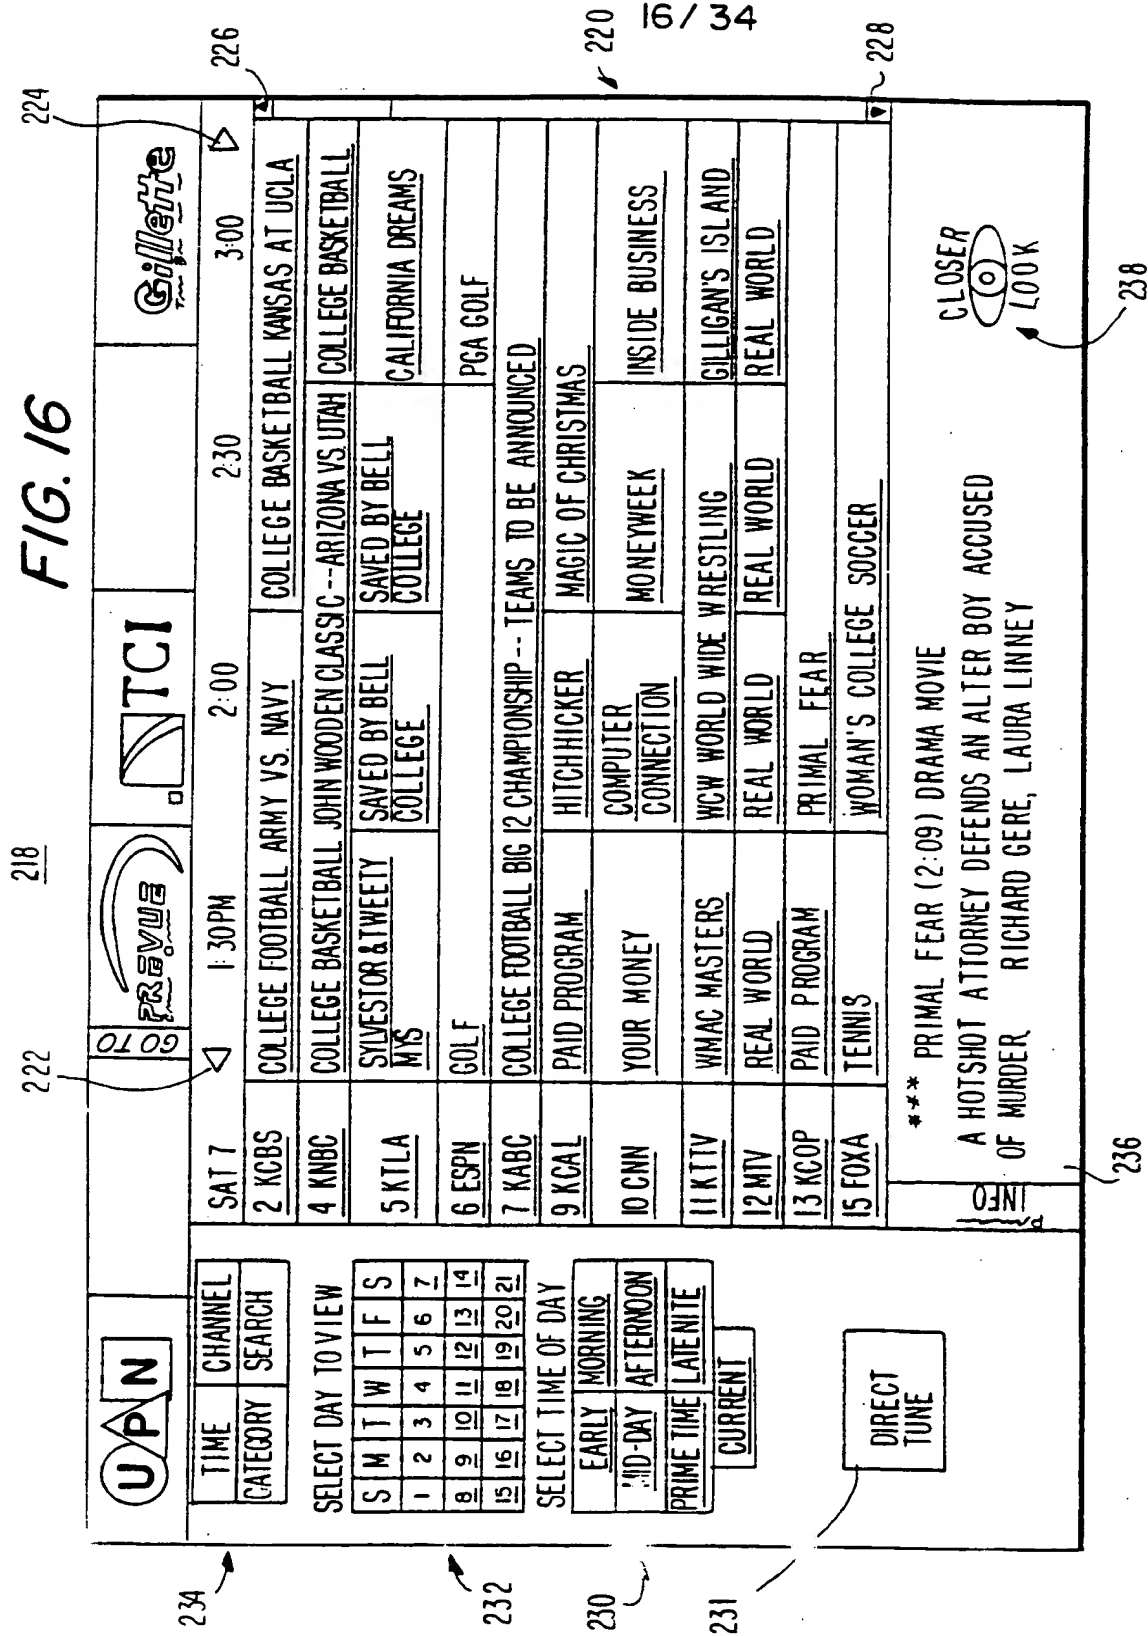 16/34
FIG. 16
218
222
224
226
220
228
UPN
GO TO
PREVUE
TCI
Gillette
TIME CHANNEL
CATEGORY SEARCH
SELECT DAY TO VIEW
S M T W T F S
1 2 3 4 5 6 7
8 9 10 11 12 13 14
15 16 17 18 19 20 21
SELECT TIME OF DAY
EARLY MORNING
MID-DAY AFTERNOON
PRIME TIME LATE NITE
CURRENT
DIRECT
TUNE
234
232
230
231
SAT 7 1:30PM 2:00 2:30 3:00
2 KCBS COLLEGE FOOTBALL ARMY VS. NAVY COLLEGE BASKETBALL KANSAS AT UCLA
4 KNBC COLLEGE BASKETBALL JOHN WOODEN CLASSIC--ARIZONA VS. UTAH COLLEGE BASKETBALL
5 KTLA SYLVESTOR & TWEETY MYS SAVED BY BELL COLLEGE SAVED BY BELL COLLEGE CALIFORNIA DREAMS
6 ESPN GOLF PGA GOLF
7 KABC COLLEGE FOOTBALL BIG 12 CHAMPIONSHIP--TEAMS TO BE ANNOUNCED
9 KCAL PAID PROGRAM HITCHHICKER MAGIC OF CHRISTMAS
10 CNN YOUR MONEY COMPUTER CONNECTION MONEYWEEK INSIDE BUSINESS
11 KTTV WMAC MASTERS WCW WORLD WIDE WRESTLING GILLIGAN'S ISLAND
12 MTV REAL WORLD REAL WORLD REAL WORLD REAL WORLD
13 KCOP PAID PROGRAM PRIMAL FEAR
15 FOXA TENNIS WOMAN'S COLLEGE SOCCER
INFO
*** PRIMAL FEAR (2:09) DRAMA MOVIE
A HOTSHOT ATTORNEY DEFENDS AN ALTER BOY ACCUSED
OF MURDER RICHARD GERE, LAURA LINNEY
CLOSER
LOOK
236
238